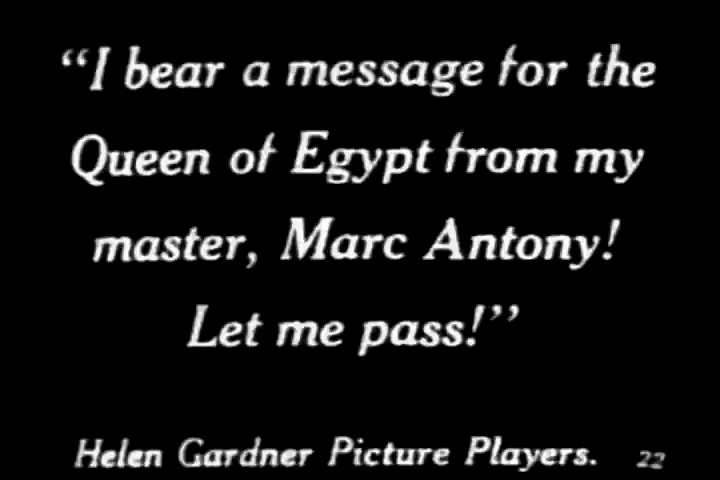 “I bear a message for the
Queen of Egypt from my
master, Marc Antony!
Let me pass!”
Helen Gardner Picture Players. 22